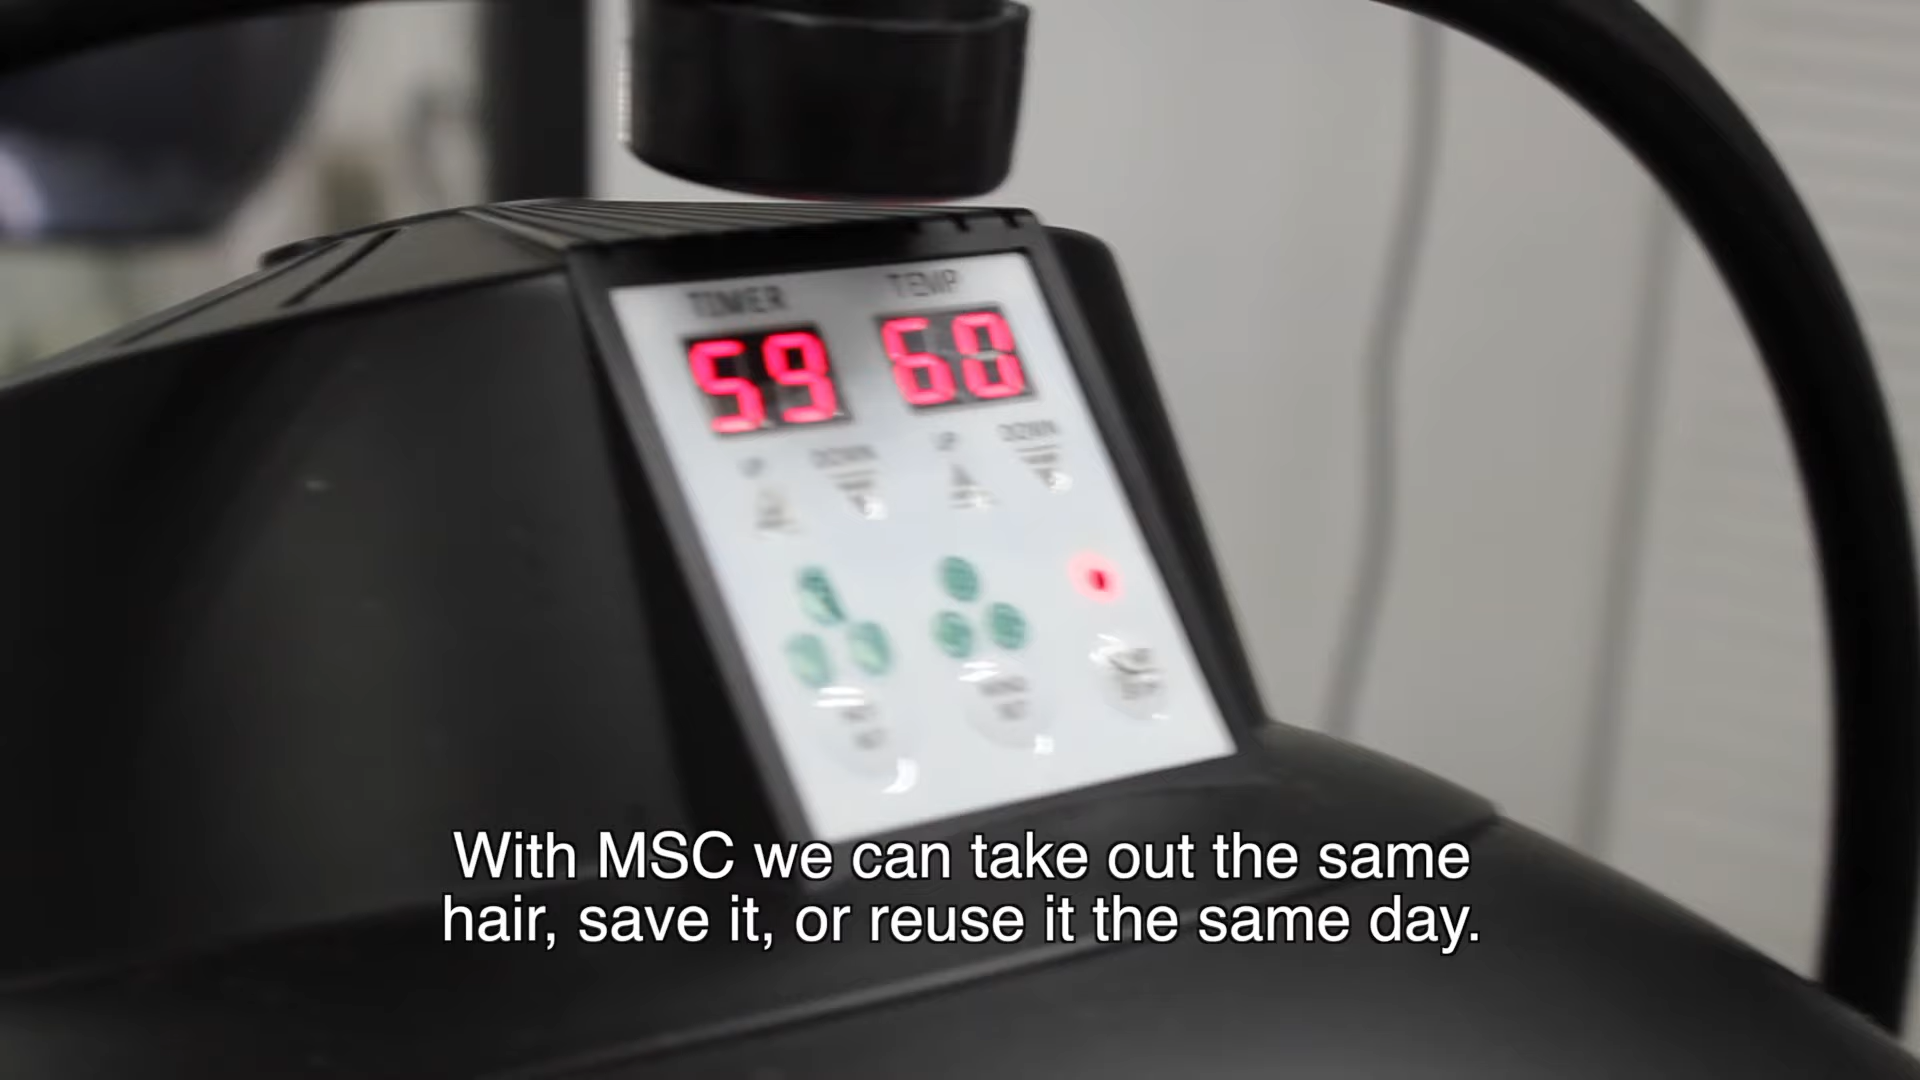 TIMER
TEMP
59
60
UP
DOWN
UP
DOWN
With MSC we can take out the same
hair, save it, or reuse it the same day.